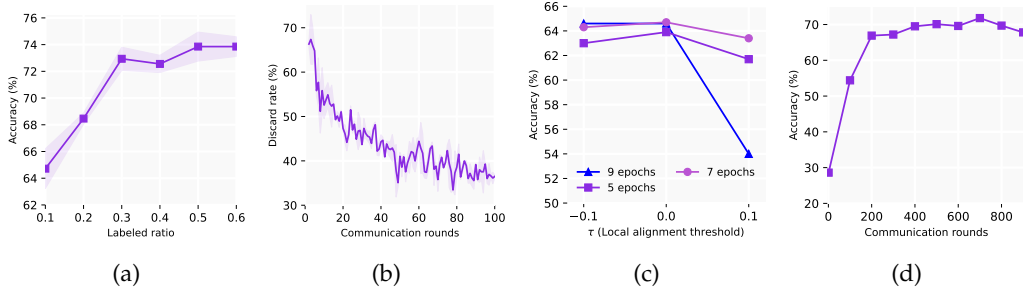 76
74
72
70
68
66
64
62
0.1 0.2 0.3 0.4 0.5 0.6
Accuracy (%)
Labeled ratio
(a)
70
60
50
40
30
0 20 40 60 80 100
Discard rate (%)
Communication rounds
(b)
66
64
62
60
58
56
54
52
50
−0.1 0.0 0.1
Accuracy (%)
9 epochs
5 epochs
7 epochs
τ (Local alignment threshold)
(c)
70
60
50
40
30
20
0 200 400 600 800
Accuracy (%)
Communication rounds
(d)